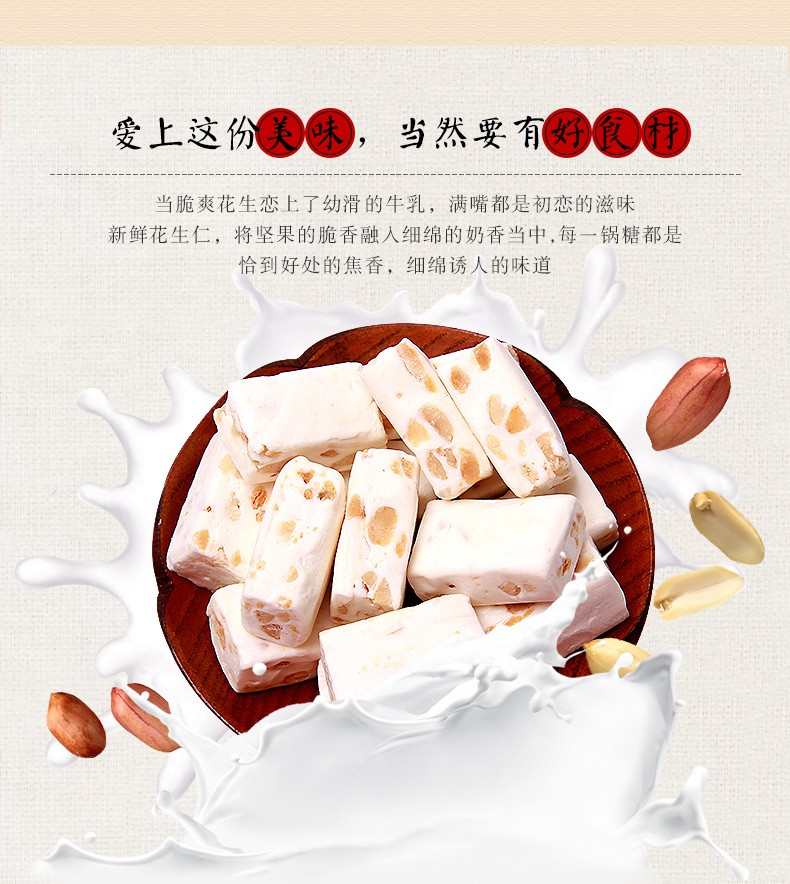 爱上这份美味，当然要有好食材
当脆爽花生恋上了幼滑的牛乳，满嘴都是初恋的滋味
新鲜花生仁，将坚果的脆香融入细绵的奶香当中,每一锅糖都是
恰到好处的焦香，细绵诱人的味道